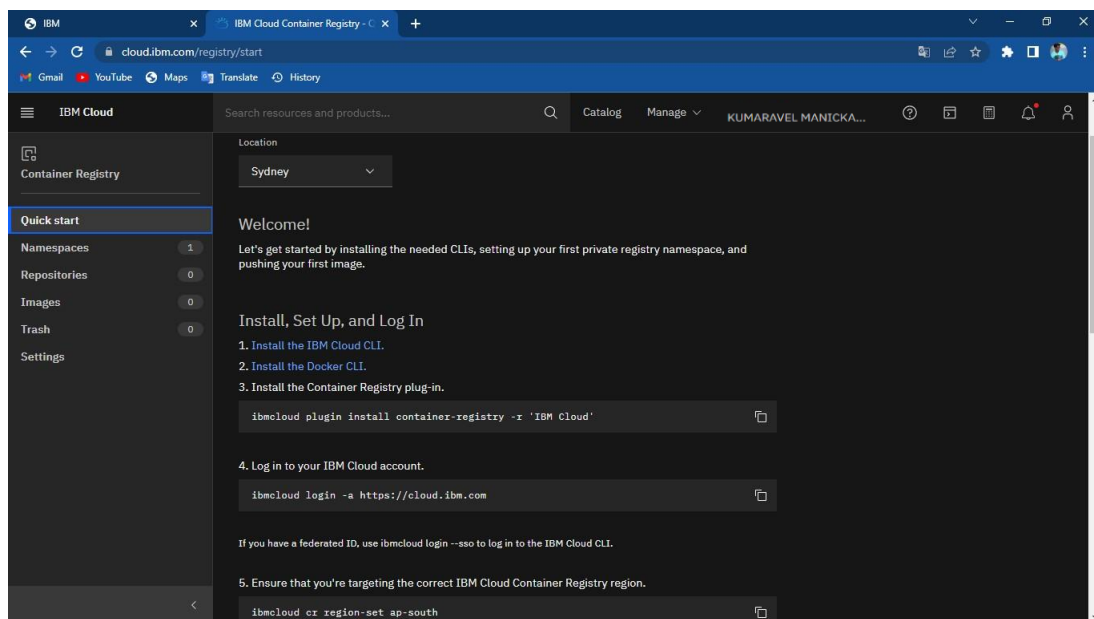 IBM
IBM Cloud Container Registry - C
cloud.ibm.com/registry/start
Gmail
YouTube
Maps
Translate
History
IBM Cloud
Search resources and products...
Catalog
Manage
KUMARAVEL MANICKA...
Container Registry
Quick start
Namespaces 1
Repositories 0
Images 0
Trash 0
Settings
Location
Sydney
Welcome!
Let's get started by installing the needed CLIs, setting up your first private registry namespace, and
pushing your first image.
Install, Set Up, and Log In
1. Install the IBM Cloud CLI.
2. Install the Docker CLI.
3. Install the Container Registry plug-in.
ibmcloud plugin install container-registry -r 'IBM Cloud'
4. Log in to your IBM Cloud account.
ibmcloud login -a https://cloud.ibm.com
If you have a federated ID, use ibmcloud login --sso to log in to the IBM Cloud CLI.
5. Ensure that you're targeting the correct IBM Cloud Container Registry region.
ibmcloud cr region-set ap-south